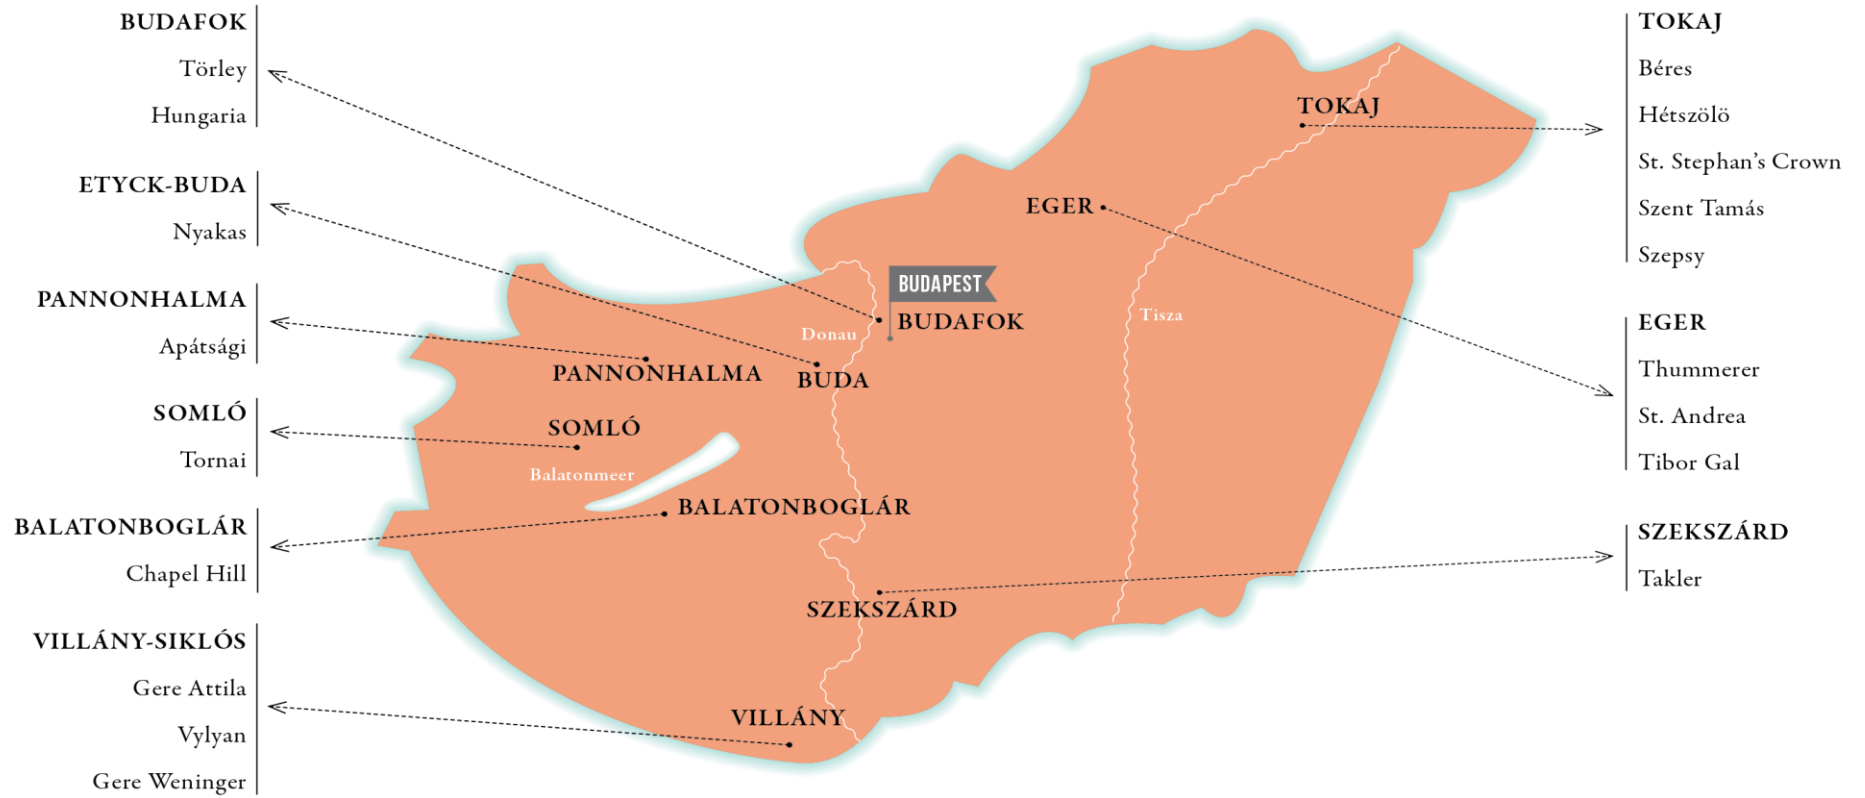 BUDAFOK
Törley
Hungaria
ETYCK-BUDA
Nyakas
PANNONHALMA
Apátsági
SOMLÓ
Tornai
BALATONBOGLÁR
Chapel Hill
VILLÁNY-SIKLÓS
Gere Attila
Vylyan
Gere Weninger
TOKAJ
EGER
BUDAPEST
BUDAFOK
Donau
Tisza
PANNONHALMA
BUDA
SOMLÓ
Balatonmeer
BALATONBOGLÁR
SZEKSZÁRD
VILLÁNY
TOKAJ
Béres
Hétszölö
St. Stephan’s Crown
Szent Tamás
Szepsy
EGER
Thummerer
St. Andrea
Tibor Gal
SZEKSZÁRD
Takler